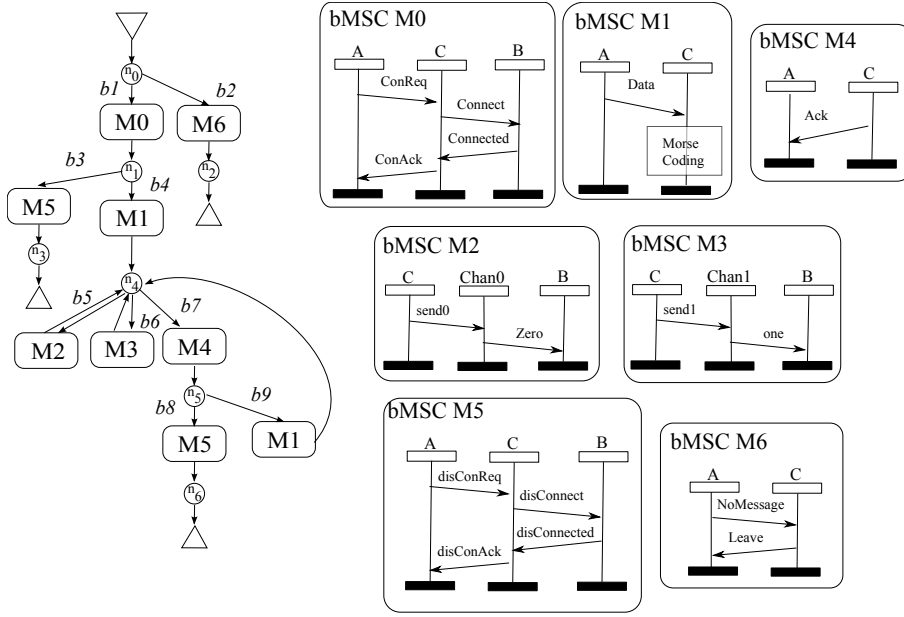 n0
b1
b2
M0
M6
n1
n2
b3
b4
M5
M1
n3
n4
b5
b6
b7
M2
M3
M4
n5
b8
b9
M5
M1
n6
bMSC M0
A
C
B
ConReq
Connect
Connected
ConAck
bMSC M1
A
C
Data
Morse
Coding
bMSC M4
A
C
Ack
bMSC M2
C
Chan0
B
send0
Zero
bMSC M3
C
Chan1
B
send1
one
bMSC M5
A
C
B
disConReq
disConnect
disConnected
disConAck
bMSC M6
A
C
NoMessage
Leave